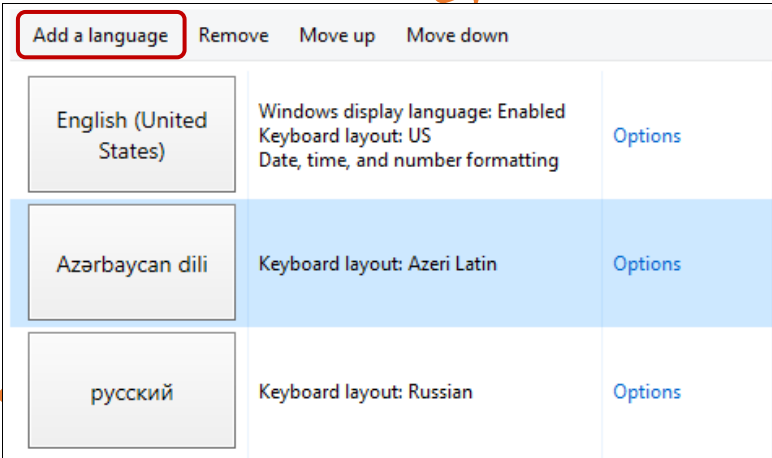 Add a language Remove Move up Move down
English (United
States)
Windows display language: Enabled
Keyboard layout: US
Date, time, and number formatting
Options
Azərbaycan dili
Keyboard layout: Azeri Latin
Options
русский
Keyboard layout: Russian
Options